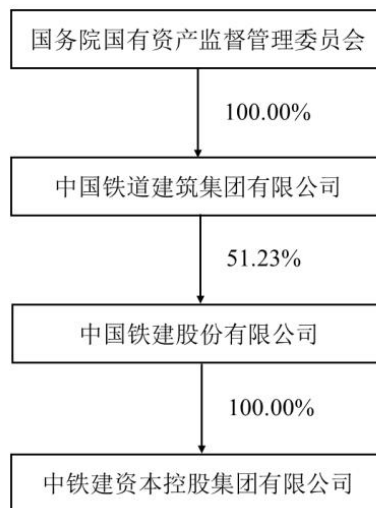 国务院国有资产监督管理委员会
100.00%
中国铁道建筑集团有限公司
51.23%
中国铁建股份有限公司
100.00%
中铁建资本控股集团有限公司